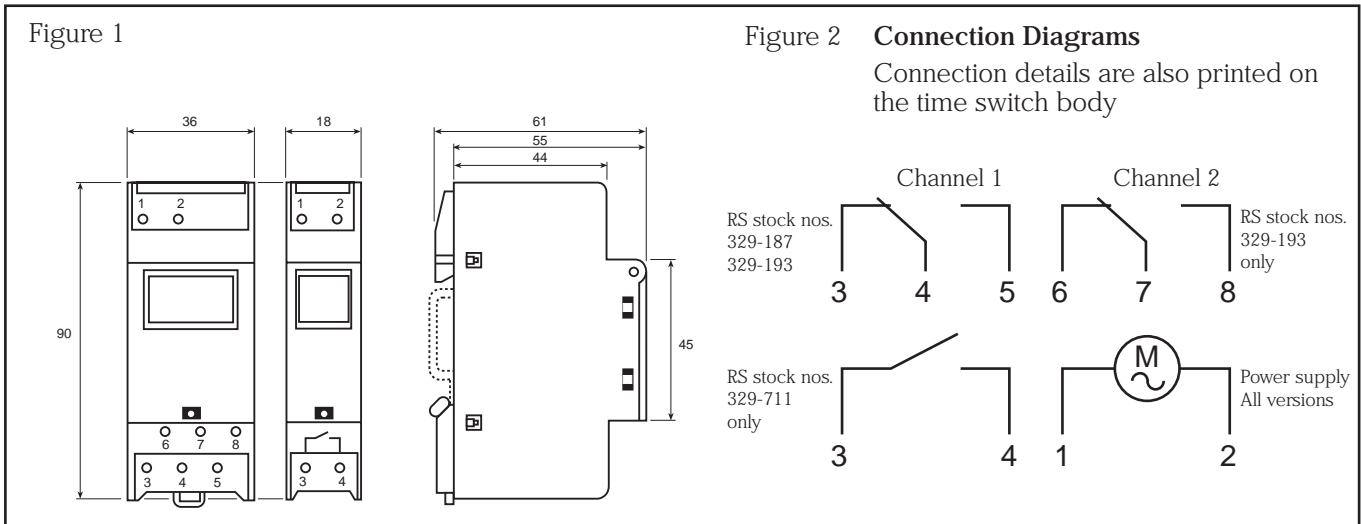 Figure 1
36
18
1 2
1 2
90
6 7 8
3 4 5
3 4
61
55
44
45
Figure 2 Connection Diagrams
Connection details are also printed on
the time switch body
Channel 1
Channel 2
RS stock nos.
329-187
329-193
3 4 5
6 7 8
RS stock nos.
329-193
only
RS stock nos.
329-711
only
3 4
M
1 2
Power supply
All versions